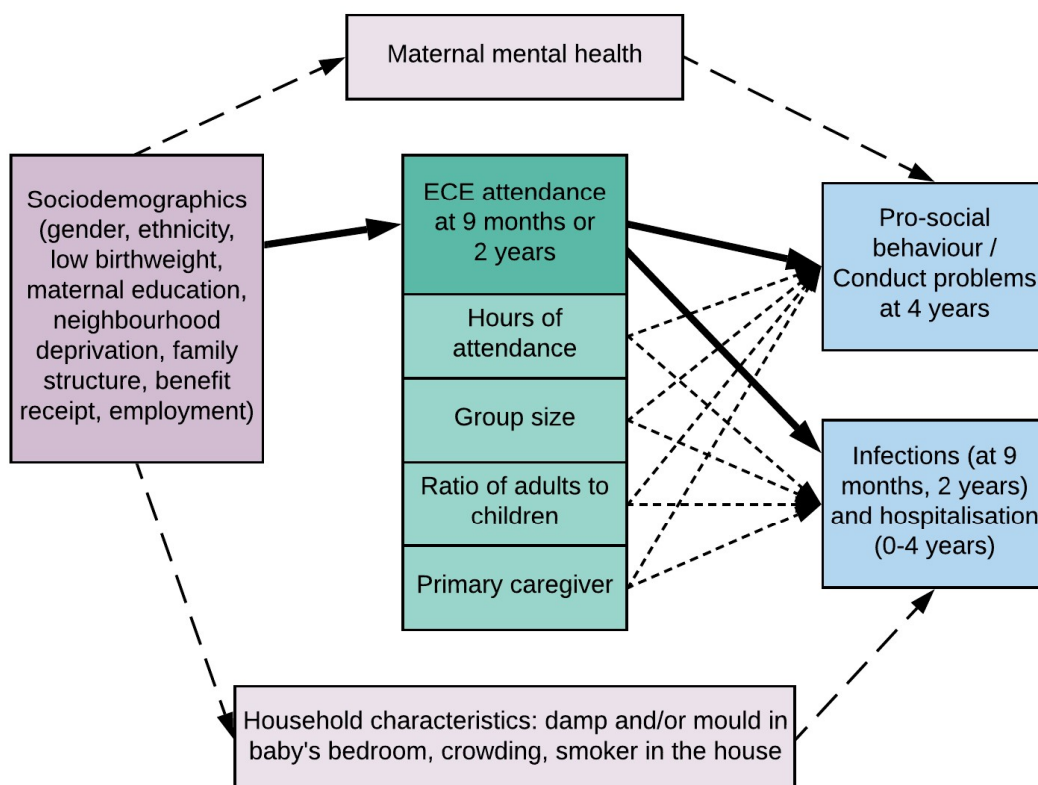 Maternal mental health
Sociodemographics
(gender, ethnicity,
low birthweight,
maternal education,
neighbourhood
deprivation, family
structure, benefit
receipt, employment)
ECE attendance
at 9 months or
2 years
Hours of
attendance
Group size
Ratio of adults to
children
Primary caregiver
Pro-social
behaviour /
Conduct problems
at 4 years
Infections (at 9
months, 2 years)
and hospitalisation
(0-4 years)
Household characteristics: damp and/or mould in
baby's bedroom, crowding, smoker in the house